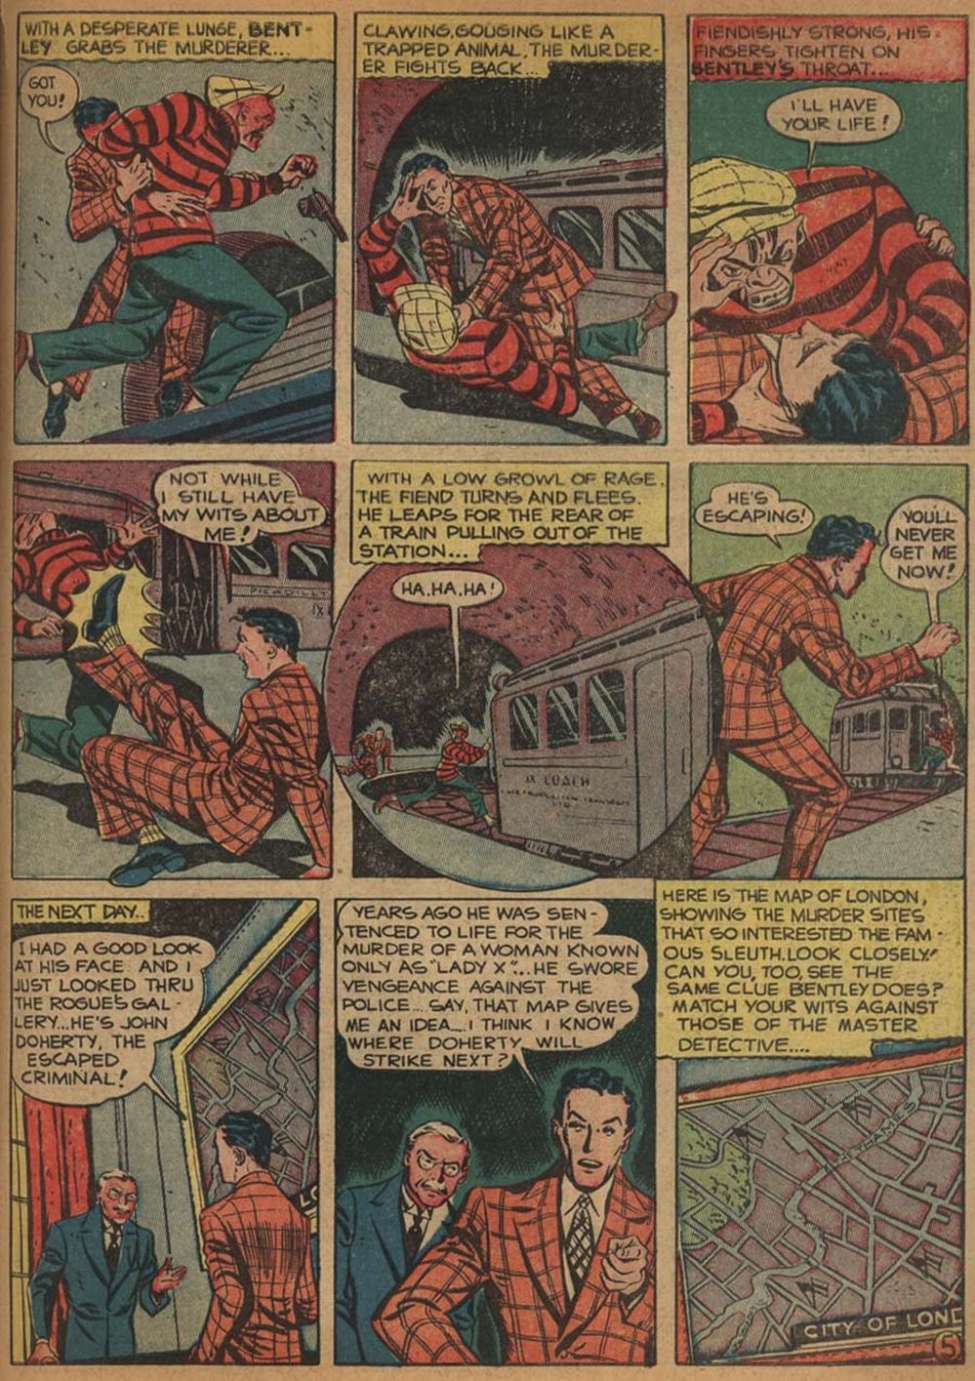 WITH A DESPERATE LUNGE, BENT-
LEY GRABS THE MURDERER...
GOT
YOU!
CLAWING, GOUGING LIKE A
TRAPPED ANIMAL, THE MURDER-
ER FIGHTS BACK...
FIENDISHLY STRONG, HIS
FINGERS TIGHTEN ON
BENTLEY'S THROAT...
I'LL HAVE
YOUR LIFE!
NOT WHILE
I STILL HAVE
MY WITS ABOUT
ME!
IX
WITH A LOW GROWL OF RAGE,
THE FIEND TURNS AND FLEES.
HE LEAPS FOR THE REAR OF
A TRAIN PULLING OUT OF THE
STATION...
HA, HA, HA!
IX COACH
HE'S
ESCAPING!
YOU'LL
NEVER
GET ME
NOW!
THE NEXT DAY..
I HAD A GOOD LOOK
AT HIS FACE AND I
JUST LOOKED THRU
THE ROGUE'S GAL-
LERY...HE'S JOHN
DOHERTY, THE
ESCAPED
CRIMINAL!
LO
YEARS AGO HE WAS SEN-
TENCED TO LIFE FOR THE
MURDER OF A WOMAN KNOWN
ONLY AS "LADY X"...HE SWORE
VENGEANCE AGAINST THE
POLICE... SAY, THAT MAP GIVES
ME AN IDEA... I THINK I KNOW
WHERE DOHERTY WILL
STRIKE NEXT?
HERE IS THE MAP OF LONDON,
SHOWING THE MURDER SITES
THAT SO INTERESTED THE FAM-
OUS SLEUTH. LOOK CLOSELY!
CAN YOU, TOO, SEE THE
SAME CLUE BENTLEY DOES?
MATCH YOUR WITS AGAINST
THOSE OF THE MASTER
DETECTIVE....
THAMES
CITY OF LOND
5